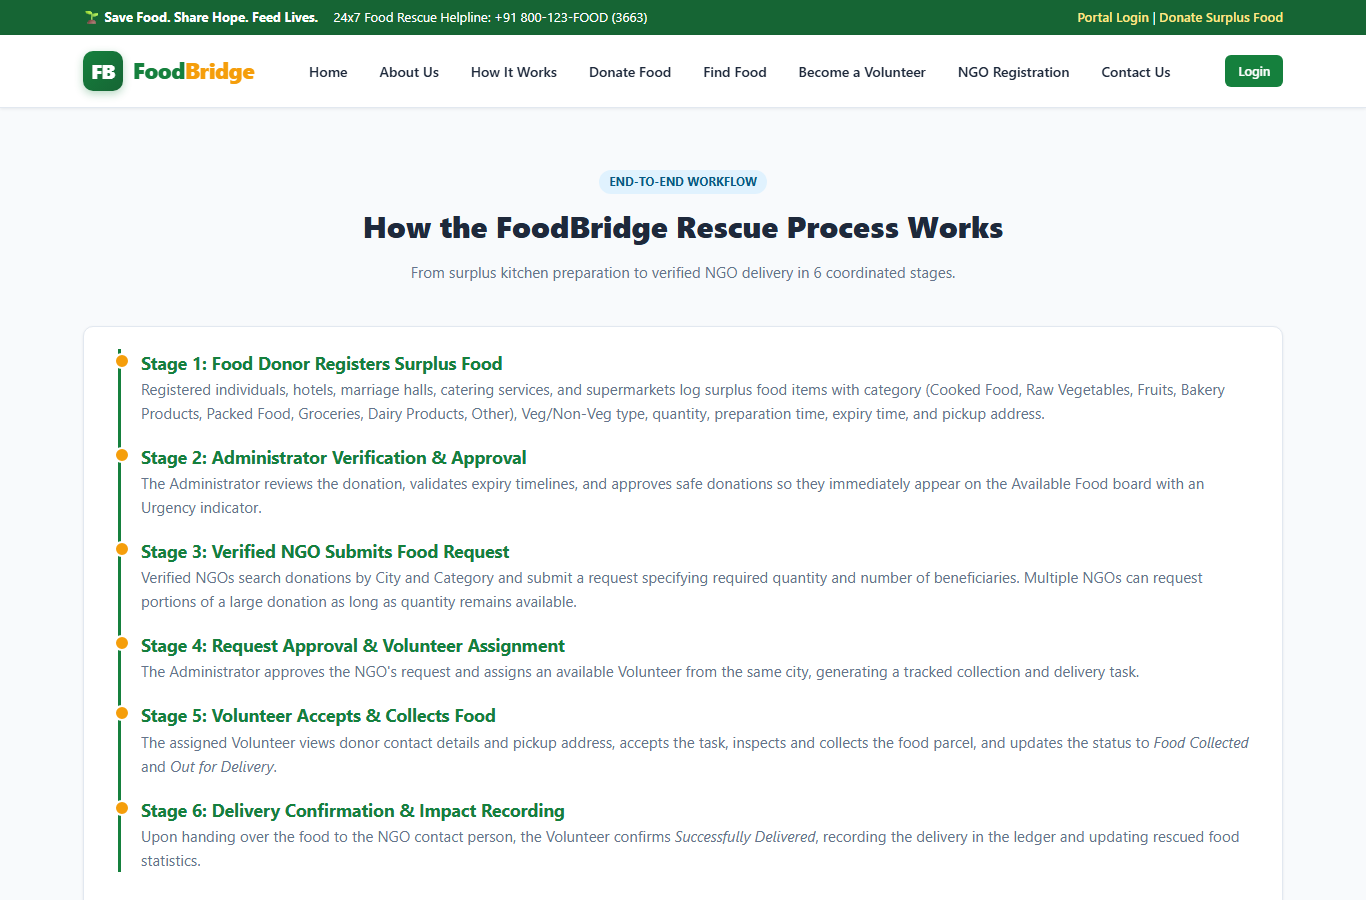 Save Food. Share Hope. Feed Lives. 24x7 Food Rescue Helpline: +91 800-123-FOOD (3663) Portal Login | Donate Surplus Food
FB FoodBridge Home About Us How It Works Donate Food Find Food Become a Volunteer NGO Registration Contact Us Login
END-TO-END WORKFLOW
How the FoodBridge Rescue Process Works
From surplus kitchen preparation to verified NGO delivery in 6 coordinated stages.
Stage 1: Food Donor Registers Surplus Food
Registered individuals, hotels, marriage halls, catering services, and supermarkets log surplus food items with category (Cooked Food, Raw Vegetables, Fruits, Bakery
Products, Packed Food, Groceries, Dairy Products, Other), Veg/Non-Veg type, quantity, preparation time, expiry time, and pickup address.
Stage 2: Administrator Verification & Approval
The Administrator reviews the donation, validates expiry timelines, and approves safe donations so they immediately appear on the Available Food board with an
Urgency indicator.
Stage 3: Verified NGO Submits Food Request
Verified NGOs search donations by City and Category and submit a request specifying required quantity and number of beneficiaries. Multiple NGOs can request
portions of a large donation as long as quantity remains available.
Stage 4: Request Approval & Volunteer Assignment
The Administrator approves the NGO's request and assigns an available Volunteer from the same city, generating a tracked collection and delivery task.
Stage 5: Volunteer Accepts & Collects Food
The assigned Volunteer views donor contact details and pickup address, accepts the task, inspects and collects the food parcel, and updates the status to Food Collected
and Out for Delivery.
Stage 6: Delivery Confirmation & Impact Recording
Upon handing over the food to the NGO contact person, the Volunteer confirms Successfully Delivered, recording the delivery in the ledger and updating rescued food
statistics.